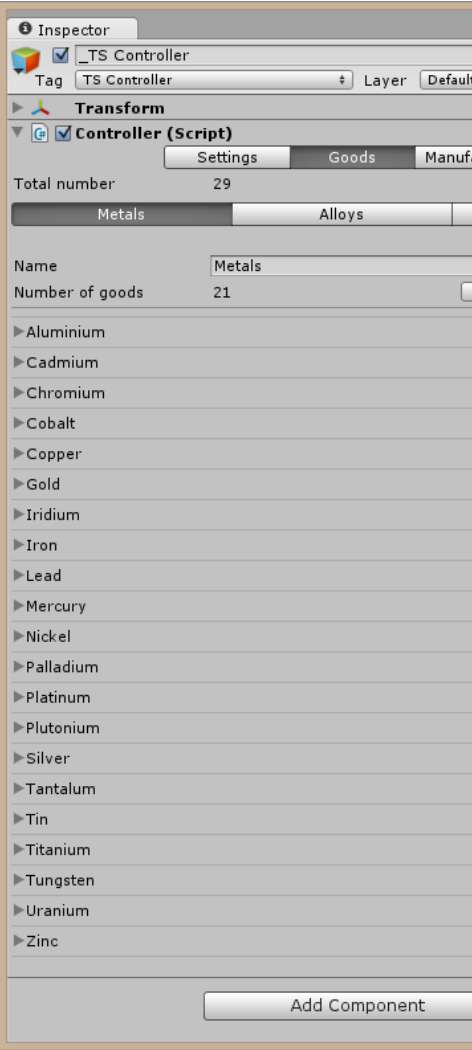 Inspector
_TS Controller
Tag TS Controller Layer Default
Transform
Controller (Script)
Settings Goods Manufa
Total number 29
Metals Alloys
Name Metals
Number of goods 21
Aluminium
Cadmium
Chromium
Cobalt
Copper
Gold
Iridium
Iron
Lead
Mercury
Nickel
Palladium
Platinum
Plutonium
Silver
Tantalum
Tin
Titanium
Tungsten
Uranium
Zinc
Add Component